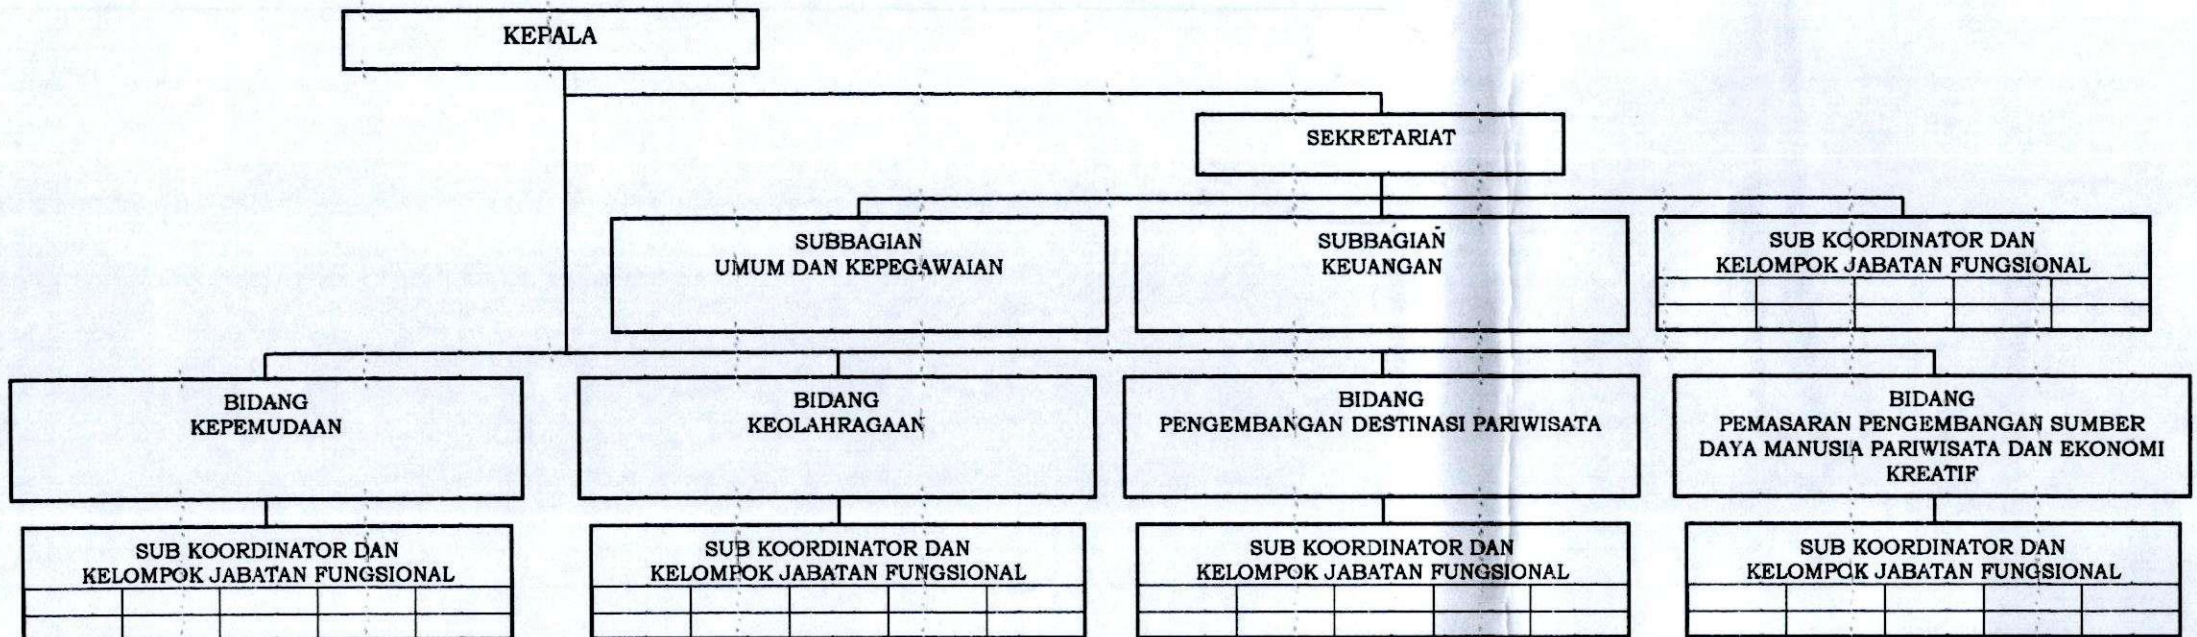 KEPALA
SEKRETARIAT
SUBBAGIAN
UMUM DAN KEPEGAWAIAN
SUBBAGIAN
KEUANGAN
SUB KOORDINATOR DAN
KELOMPOK JABATAN FUNGSIONAL
BIDANG
KEPEMUDAAN
BIDANG
KEOLAHRAGAAN
BIDANG
PENGEMBANGAN DESTINASI PARIWISATA
BIDANG
PEMASARAN PENGEMBANGAN SUMBER
DAYA MANUSIA PARIWISATA DAN EKONOMI
KREATIF
SUB KOORDINATOR DAN
KELOMPOK JABATAN FUNGSIONAL
SUB KOORDINATOR DAN
KELOMPOK JABATAN FUNGSIONAL
SUB KOORDINATOR DAN
KELOMPOK JABATAN FUNGSIONAL
SUB KOORDINATOR DAN
KELOMPOK JABATAN FUNGSIONAL